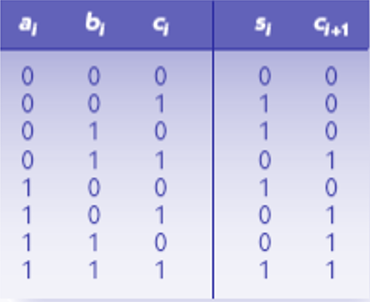 aᵢ bᵢ cᵢ sᵢ cᵢ₊₁
0 0 0 0 0
0 0 1 1 0
0 1 0 1 0
0 1 1 0 1
1 0 0 1 0
1 0 1 0 1
1 1 0 0 1
1 1 1 1 1